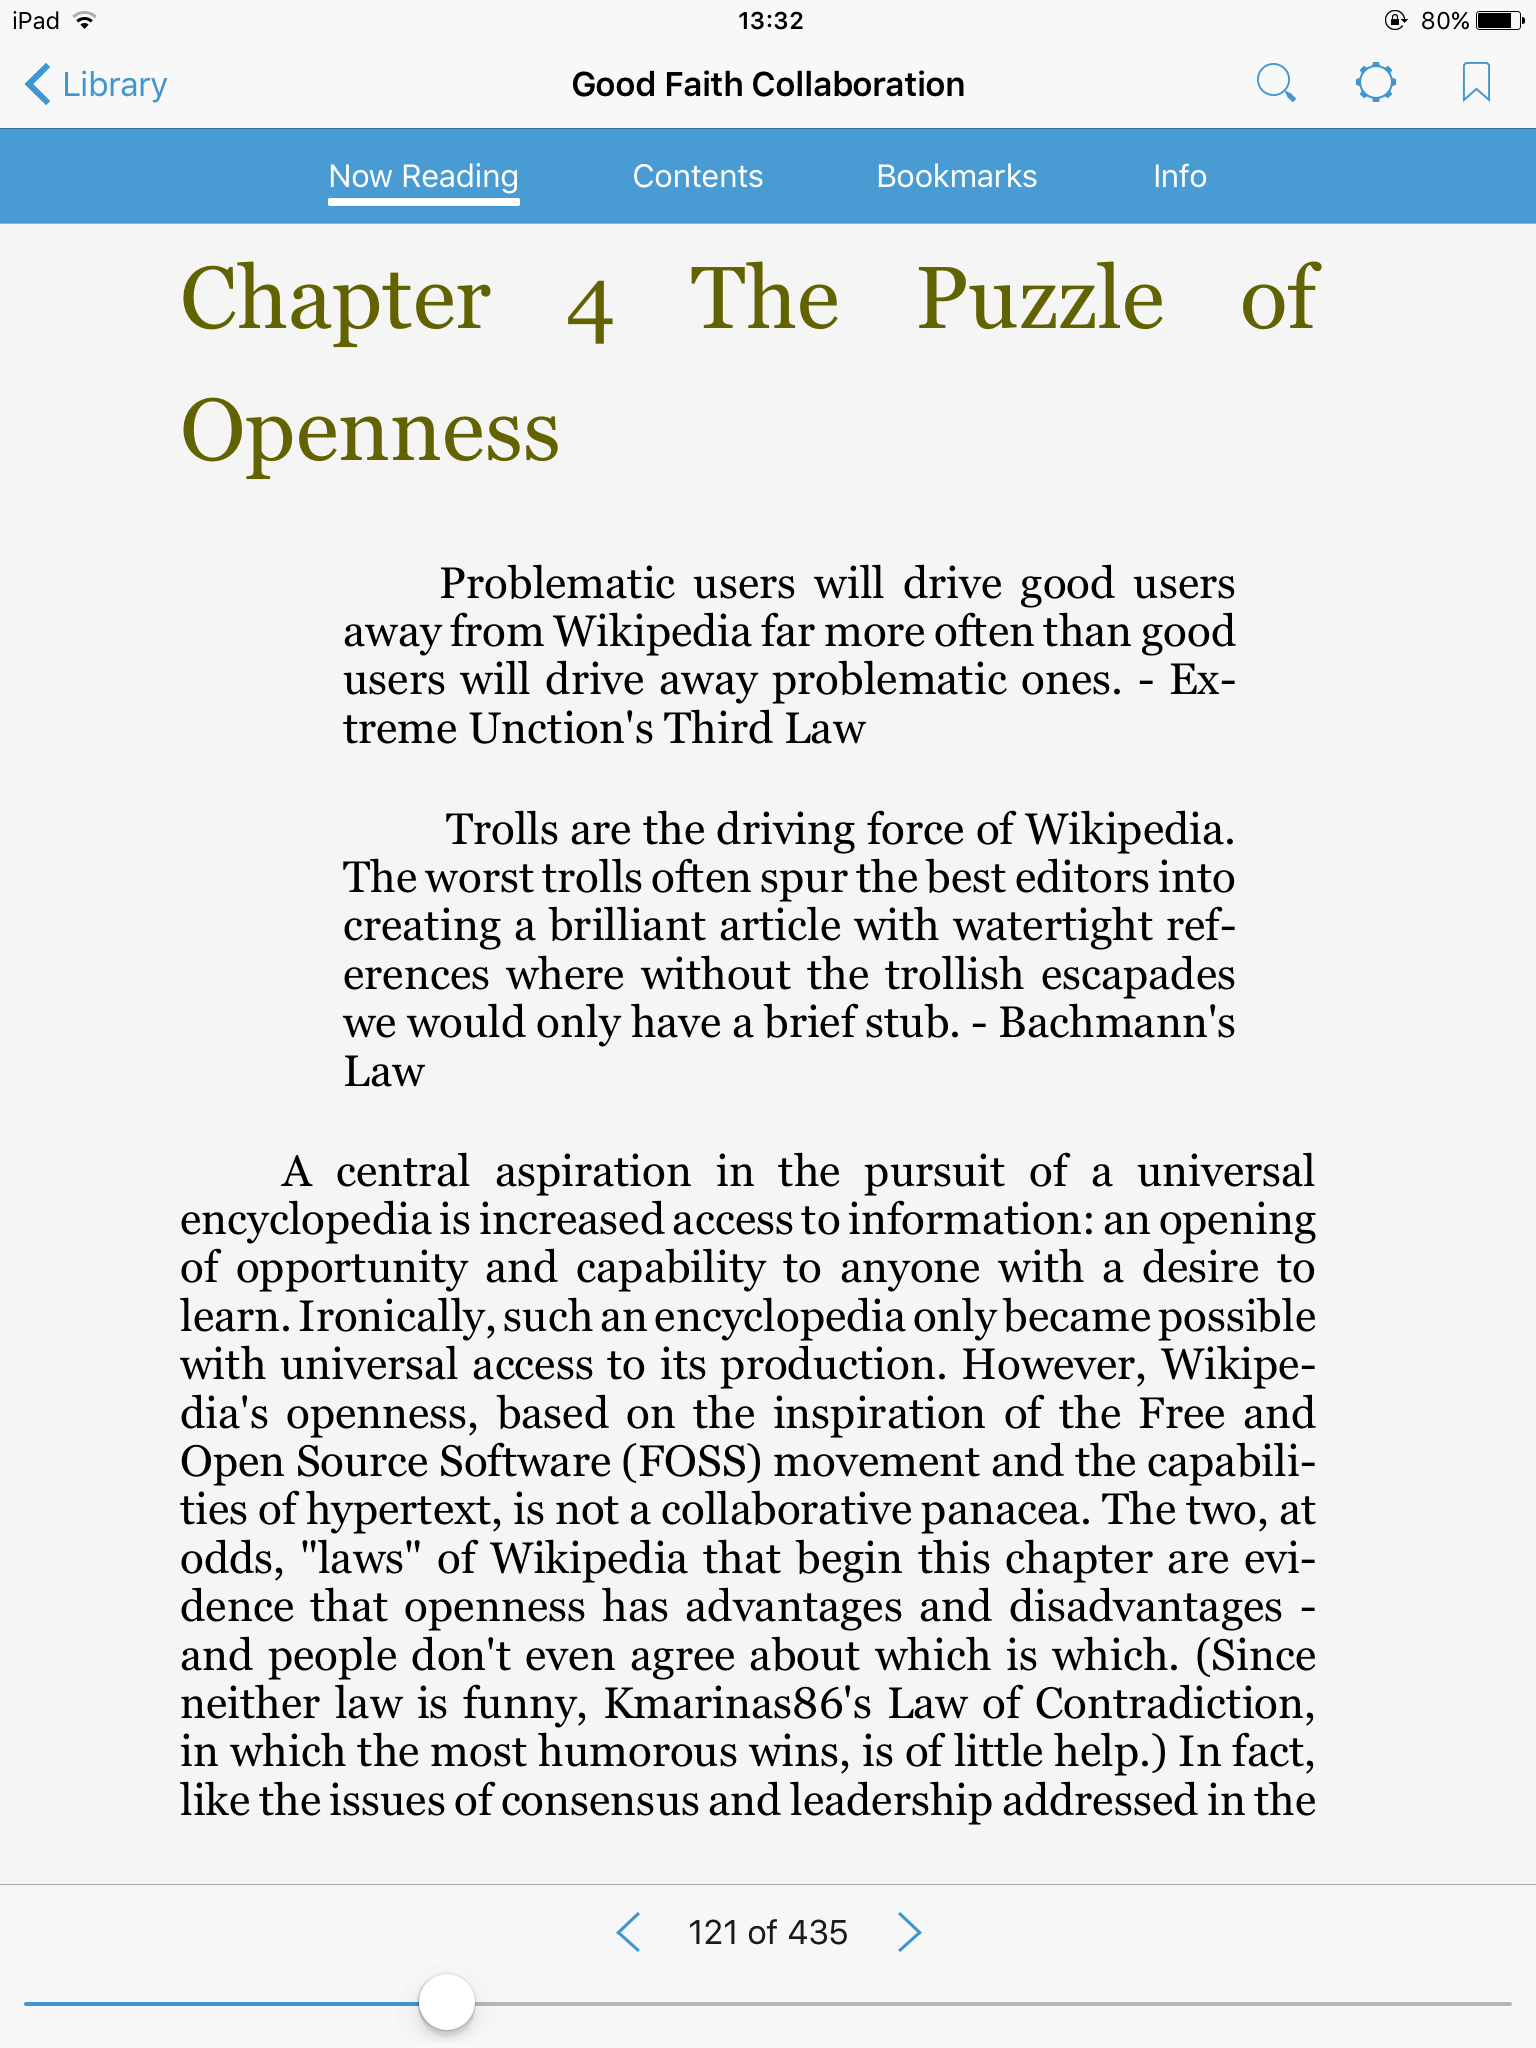 iPad 13:32 80%
Library Good Faith Collaboration
Now Reading Contents Bookmarks Info
Chapter 4 The Puzzle of
Openness
Problematic users will drive good users
away from Wikipedia far more often than good
users will drive away problematic ones. - Ex-
treme Unction's Third Law
Trolls are the driving force of Wikipedia.
The worst trolls often spur the best editors into
creating a brilliant article with watertight ref-
erences where without the trollish escapades
we would only have a brief stub. - Bachmann's
Law
A central aspiration in the pursuit of a universal
encyclopedia is increased access to information: an opening
of opportunity and capability to anyone with a desire to
learn. Ironically, such an encyclopedia only became possible
with universal access to its production. However, Wikipe-
dia's openness, based on the inspiration of the Free and
Open Source Software (FOSS) movement and the capabili-
ties of hypertext, is not a collaborative panacea. The two, at
odds, "laws" of Wikipedia that begin this chapter are evi-
dence that openness has advantages and disadvantages -
and people don't even agree about which is which. (Since
neither law is funny, Kmarinas86's Law of Contradiction,
in which the most humorous wins, is of little help.) In fact,
like the issues of consensus and leadership addressed in the
121 of 435